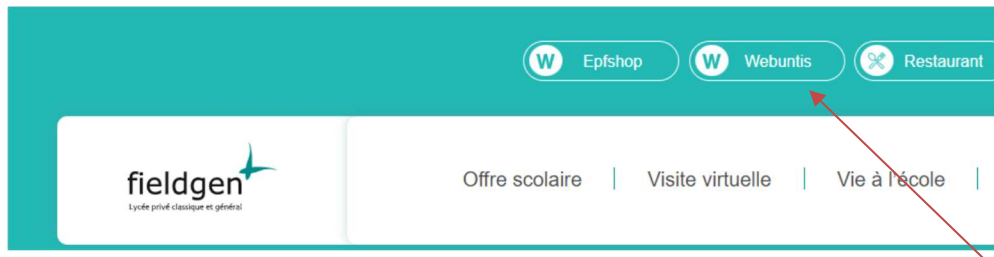 W Epfshop W Webuntis Restaurant
fieldgen
Lycée privé classique et général
Offre scolaire Visite virtuelle Vie à l'école